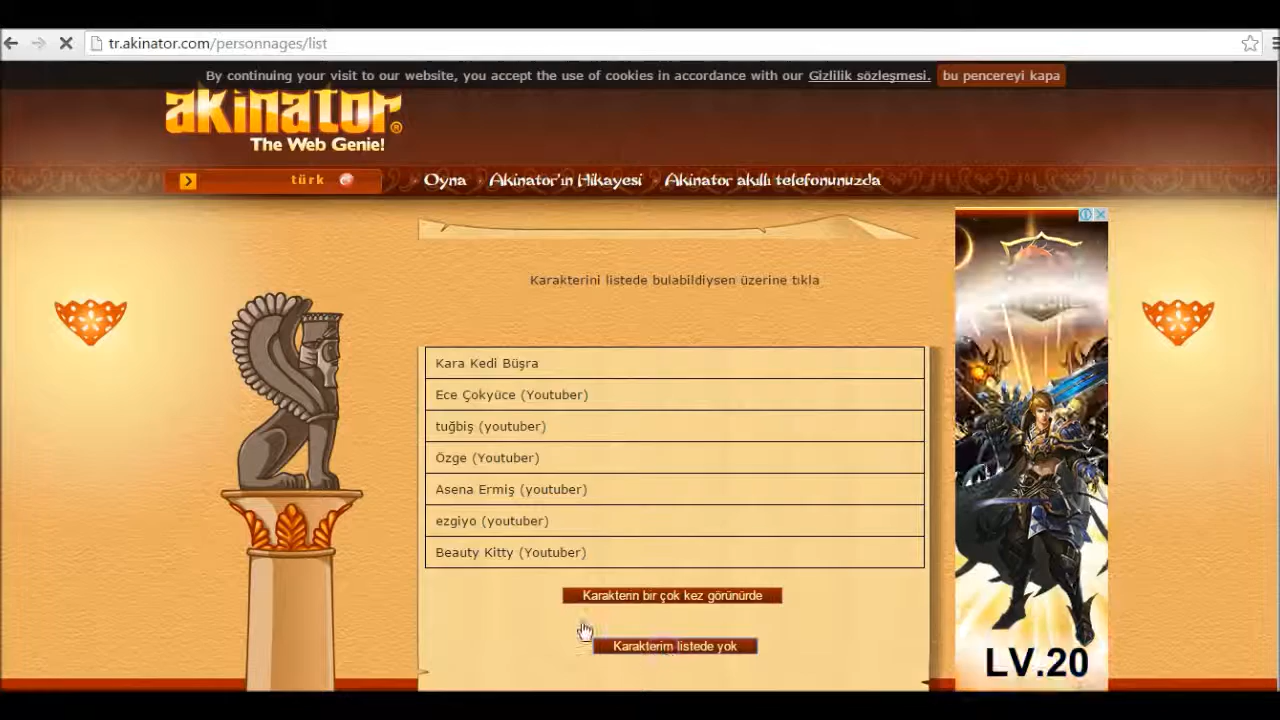 tr.akinator.com/personnages/list
By continuing your visit to our website, you accept the use of cookies in accordance with our Gizlilik sözleşmesi. bu pencereyi kapa
akinator®
The Web Genie!
türk
Oyna
Akinator'ın Hikayesi
Akinator akıllı telefonunuzda
Karakterini listede bulabildiysen üzerine tıkla
Kara Kedi Büşra
Ece Çokyüce (Youtuber)
tuğbiş (youtuber)
Özge (Youtuber)
Asena Ermiş (youtuber)
ezgiyo (youtuber)
Beauty Kitty (Youtuber)
Karakterın bır çok kez görünürde
Karakterim listede yok
LV.20